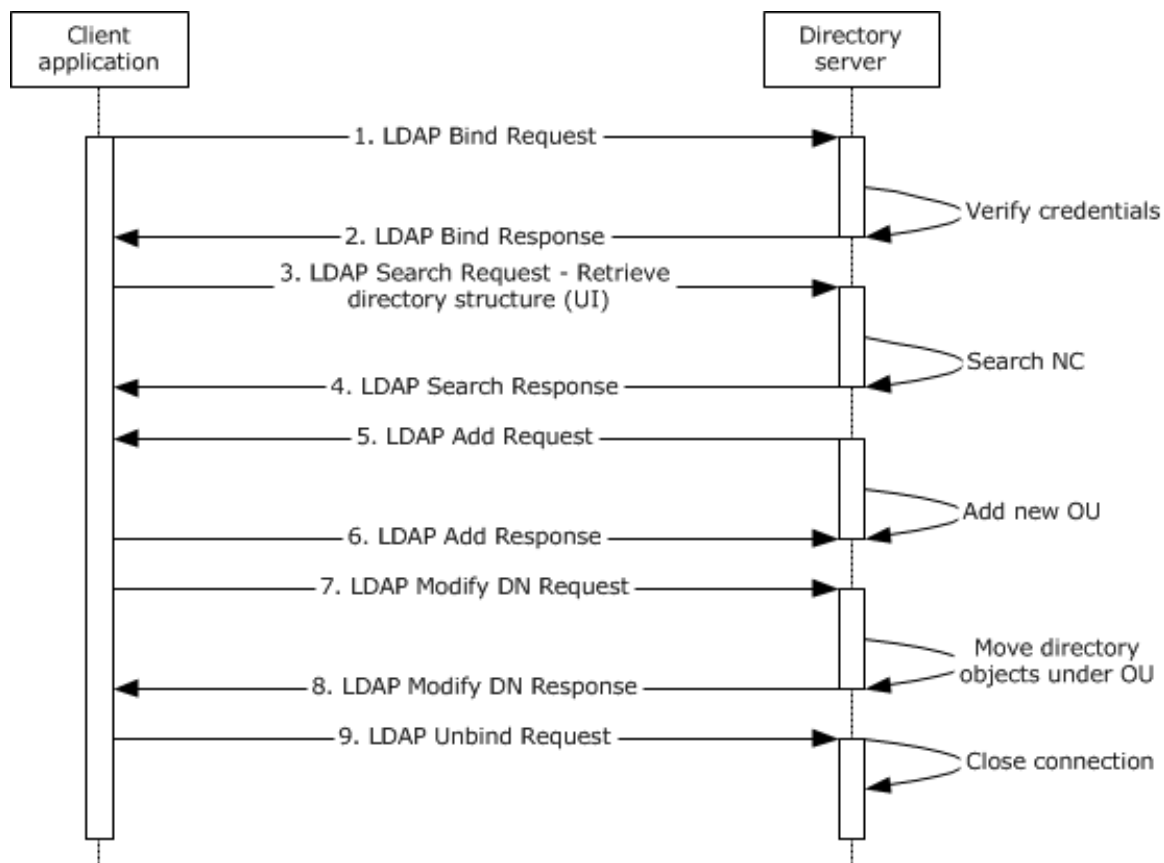 Client
application
Directory
server
1. LDAP Bind Request
Verify credentials
2. LDAP Bind Response
3. LDAP Search Request - Retrieve
directory structure (UI)
Search NC
4. LDAP Search Response
5. LDAP Add Request
Add new OU
6. LDAP Add Response
7. LDAP Modify DN Request
Move directory
objects under OU
8. LDAP Modify DN Response
9. LDAP Unbind Request
Close connection